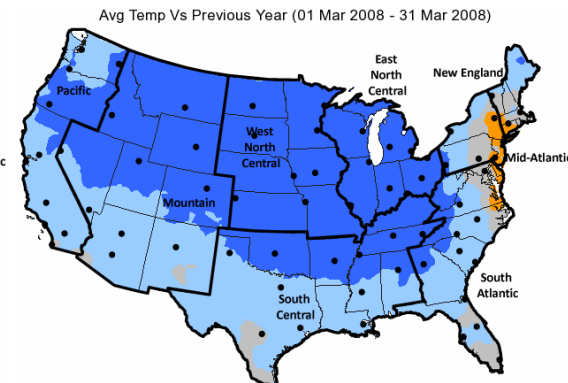 Avg Temp Vs Previous Year (01 Mar 2008 - 31 Mar 2008)
East
North
Central
New England
Pacific
West
North
Central
c
Mid-Atlantic
Mountain
South
Atlantic
South
Central